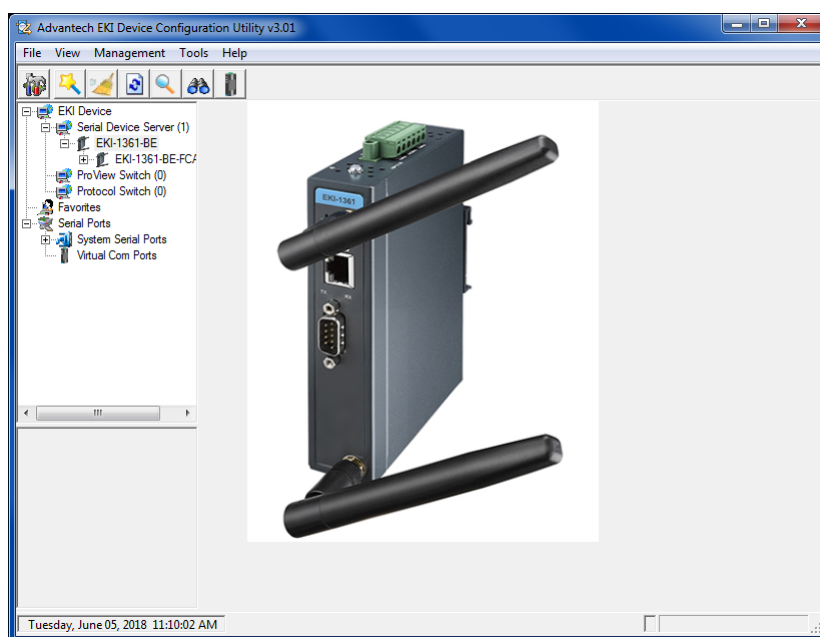 Advantech EKI Device Configuration Utility v3.01
File View Management Tools Help
EKI Device
Serial Device Server (1)
EKI-1361-BE
EKI-1361-BE-FCA
ProView Switch (0)
Protocol Switch (0)
Favorites
Serial Ports
System Serial Ports
Virtual Com Ports
EKI-1361
TX RX
Tuesday, June 05, 2018 11:10:02 AM